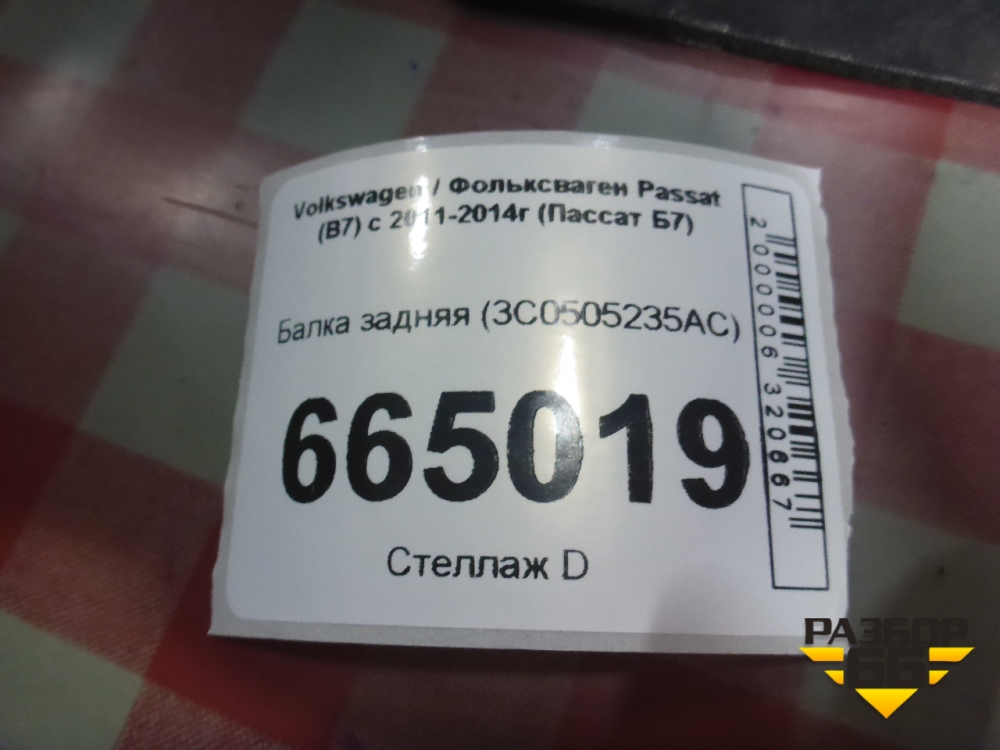 Volkswagen / Фольксваген Passat
(B7) с 2011-2014г (Пассат Б7)
Балка задняя (3C0505235AC)
665019
Стеллаж D
2000006320667
РАЗБОР
66